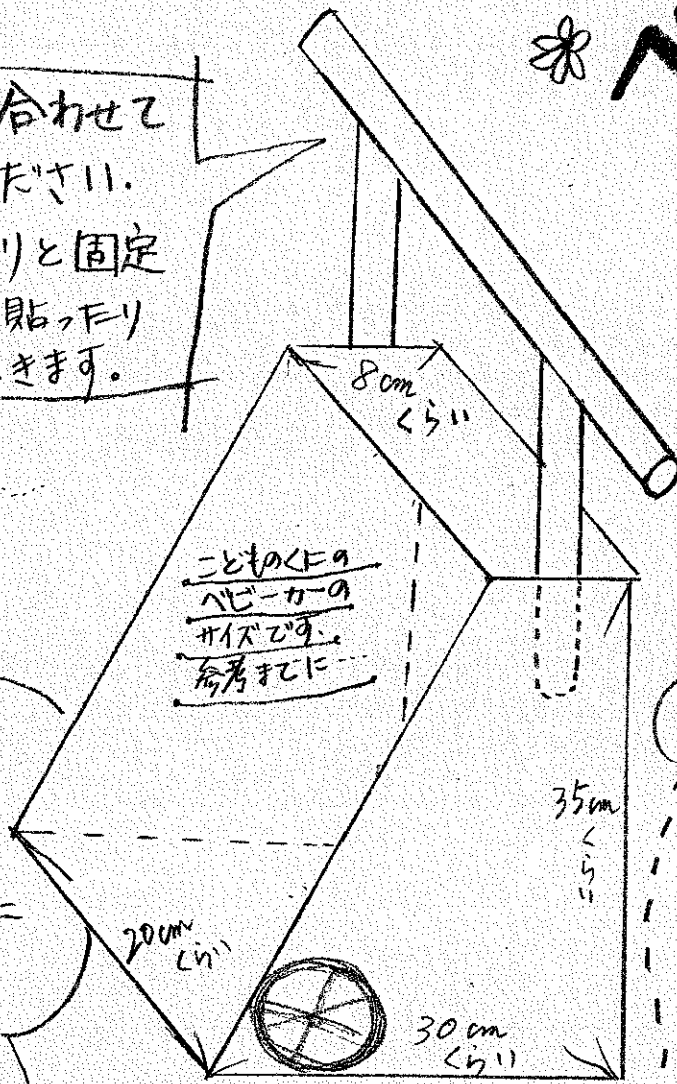 合わせて
ださい.
リと固定
貼ったり
きます。
8cm
くらい
こどものくにの
ベビーカーの
サイズです.
参考までに…
35cm
くらい
20cm
くらい
30cm
くらい